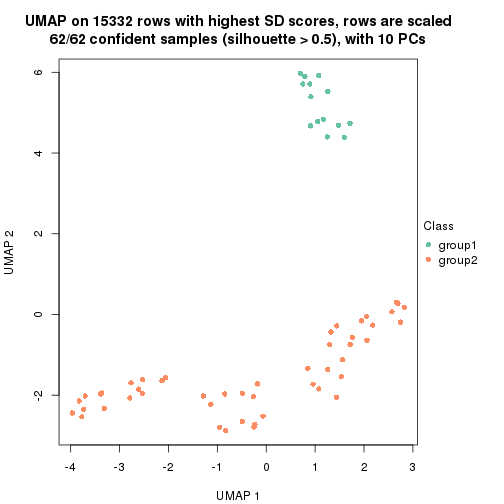 UMAP on 15332 rows with highest SD scores, rows are scaled
62/62 confident samples (silhouette > 0.5), with 10 PCs
6
4
2
0
-2
UMAP 2
Class
group1
group2
-4 -3 -2 -1 0 1 2 3
UMAP 1